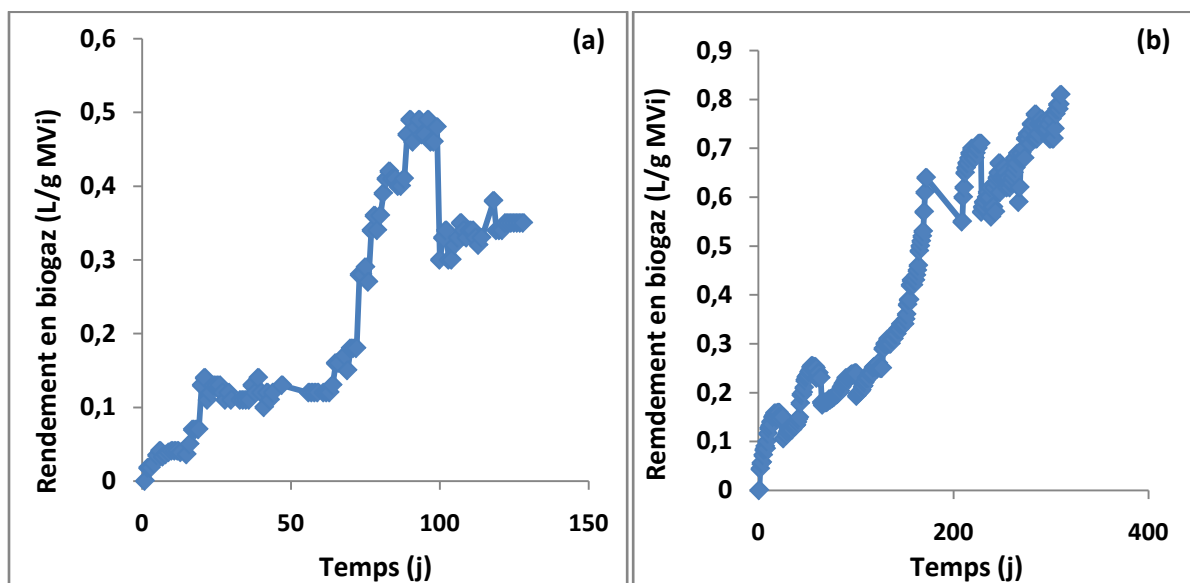 (a)
Rendement en biogaz (L/g MVi)
0,6
0,5
0,4
0,3
0,2
0,1
0
0 50 100 150
Temps (j)
(b)
Remdement en biogaz (L/g MVi)
0,9
0,8
0,7
0,6
0,5
0,4
0,3
0,2
0,1
0
0 200 400
Temps (j)